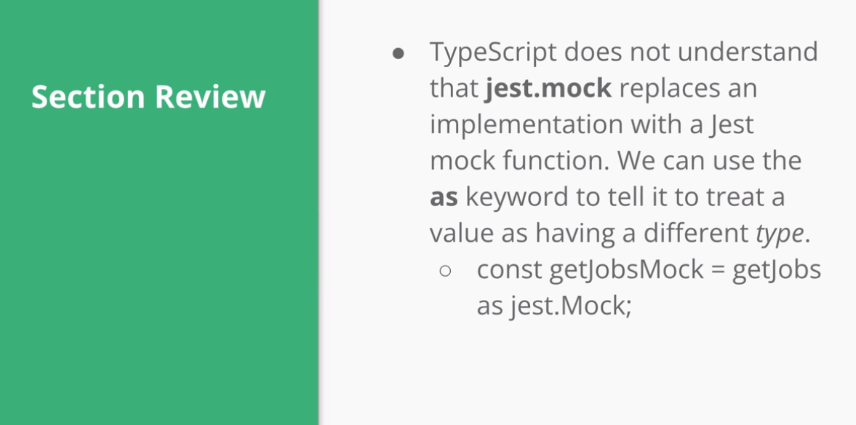 Section Review
● TypeScript does not understand
that jest.mock replaces an
implementation with a Jest
mock function. We can use the
as keyword to tell it to treat a
value as having a different type.
○ const getJobsMock = getJobs
as jest.Mock;